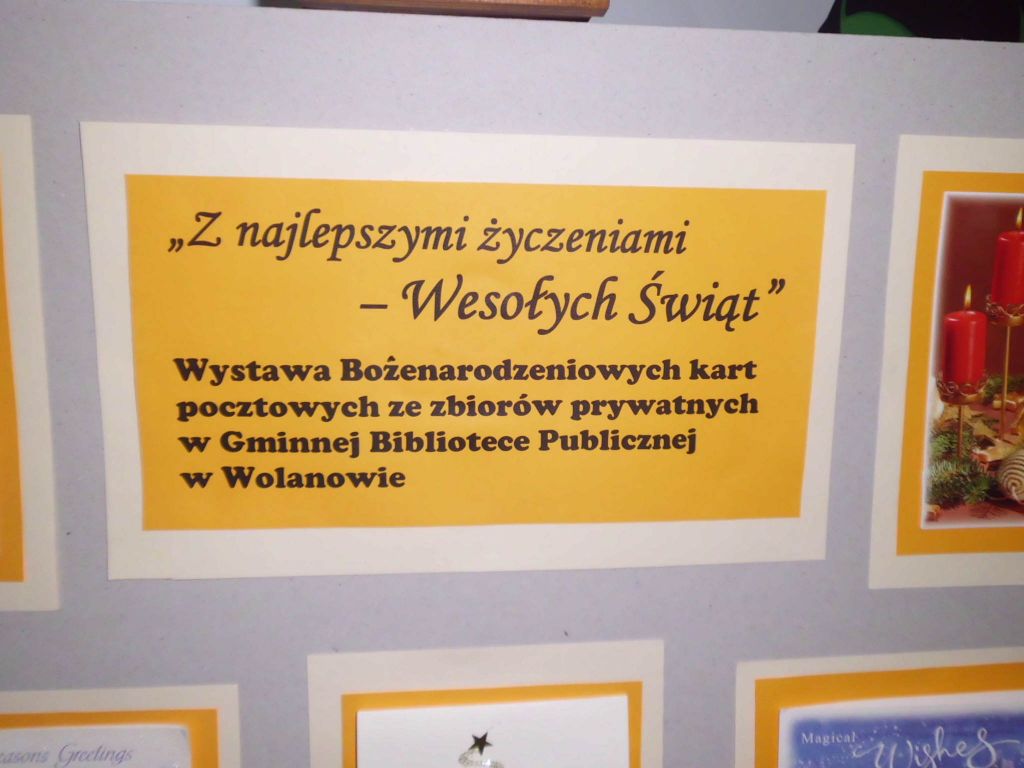 „Z najlepszymi życzeniami
– Wesołych Świąt”
Wystawa Bożenarodzeniowych kart
pocztowych ze zbiorów prywatnych
w Gminnej Bibliotece Publicznej
w Wolanowie
Greetings
Magical Wishes